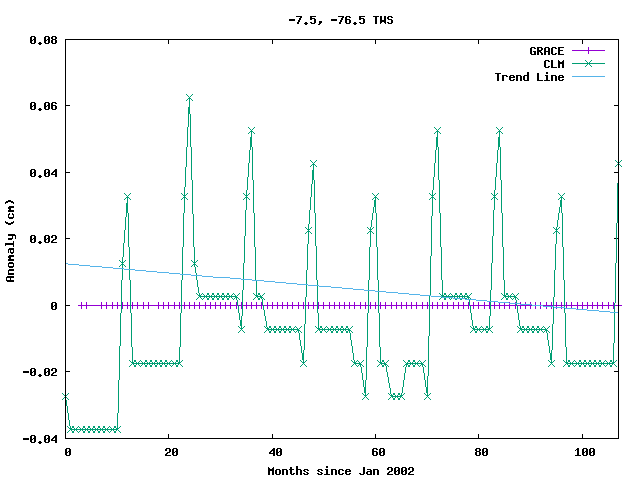 -7.5, -76.5 TWS
0.08
0.06
0.04
0.02
0
-0.02
-0.04
Anomaly (cm)
GRACE
CLM
Trend Line
0 20 40 60 80 100
Months since Jan 2002